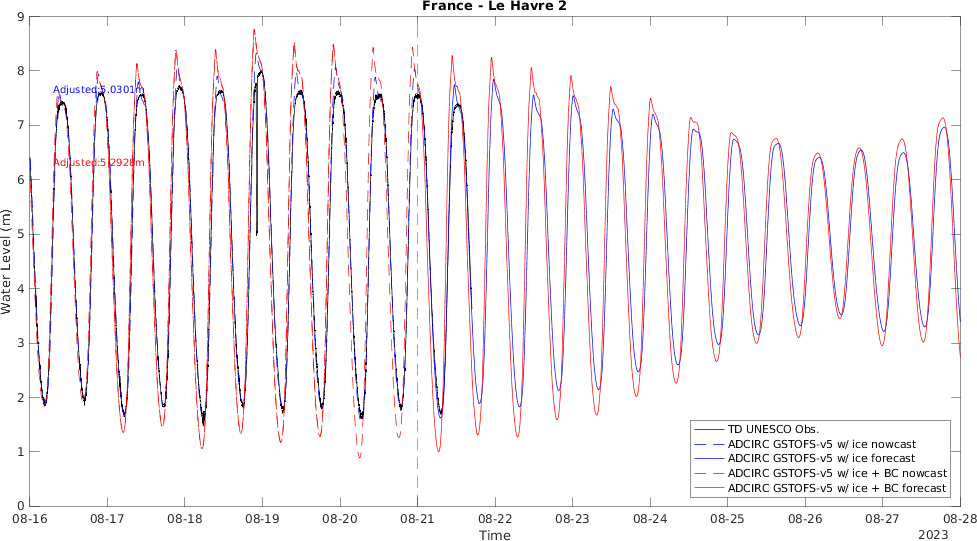 France - Le Havre 2
9
8
7
6
5
4
3
2
1
0
Water Level (m)
Adjusted:5.0301m
Adjusted:5.2928m
TD UNESCO Obs.
ADCIRC GSTOFS-v5 w/ ice nowcast
ADCIRC GSTOFS-v5 w/ ice forecast
ADCIRC GSTOFS-v5 w/ ice + BC nowcast
ADCIRC GSTOFS-v5 w/ ice + BC forecast
08-16 08-17 08-18 08-19 08-20 08-21 08-22 08-23 08-24 08-25 08-26 08-27 08-28
Time
2023